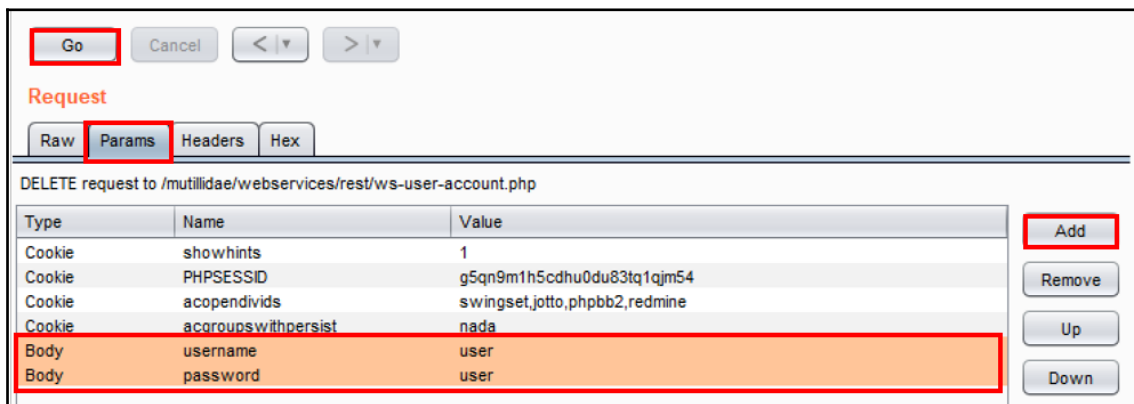 Go Cancel < >
Request
Raw Params Headers Hex
DELETE request to /mutillidae/webservices/rest/ws-user-account.php
Type Name Value
Add
Cookie showhints 1
Cookie PHPSESSID g5qn9m1h5cdhu0du83tq1qjm54
Remove
Cookie acopendivids swingset,jotto,phpbb2,redmine
Cookie acgroupswithpersist nada
Up
Body username user
Body password user
Down